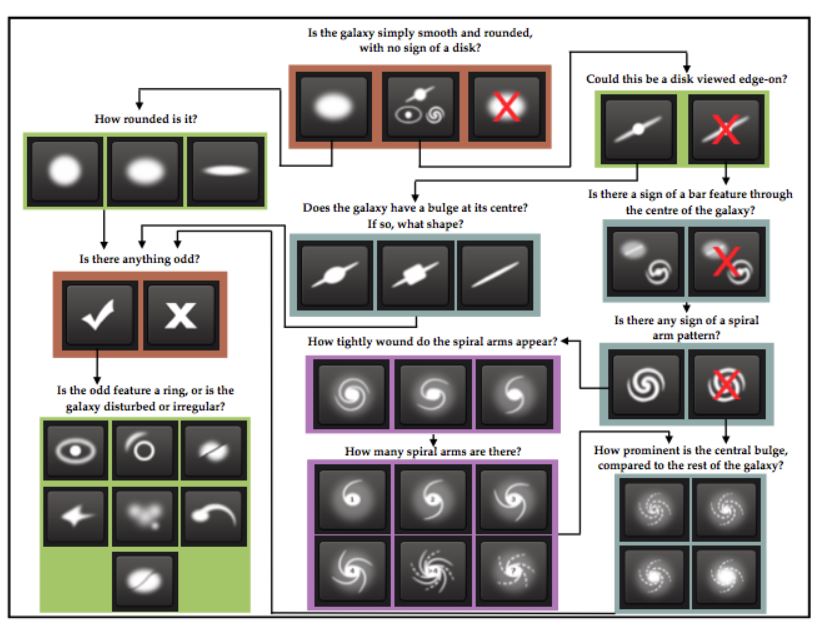 Is the galaxy simply smooth and rounded,
with no sign of a disk?
Could this be a disk viewed edge-on?
How rounded is it?
Is there a sign of a bar feature through
the centre of the galaxy?
Does the galaxy have a bulge at its centre?
If so, what shape?
Is there anything odd?
Is there any sign of a spiral
arm pattern?
How tightly wound do the spiral arms appear?
Is the odd feature a ring, or is the
galaxy disturbed or irregular?
How many spiral arms are there?
How prominent is the central bulge,
compared to the rest of the galaxy?
1
2
3
4
?